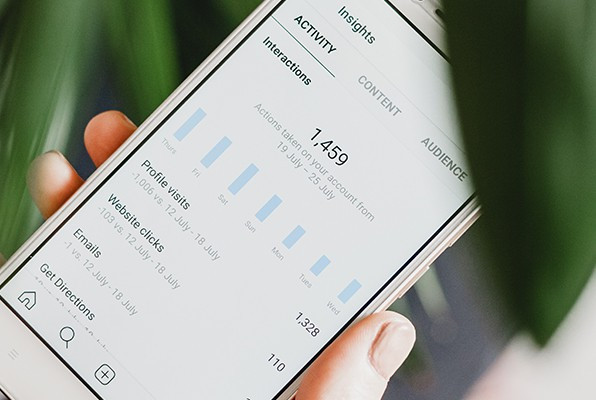 Insights
ACTIVITY CONTENT AUDIENCE
Interactions
1,459
Actions taken on your account from
19 July – 25 July
Thurs Fri Sat Sun Mon Tues Wed
Profile visits 1,328
-1,006 vs. 12 July - 18 July
Website clicks 110
-103 vs. 12 July - 18 July
Emails
-1 vs. 12 July - 18 July
Get Directions